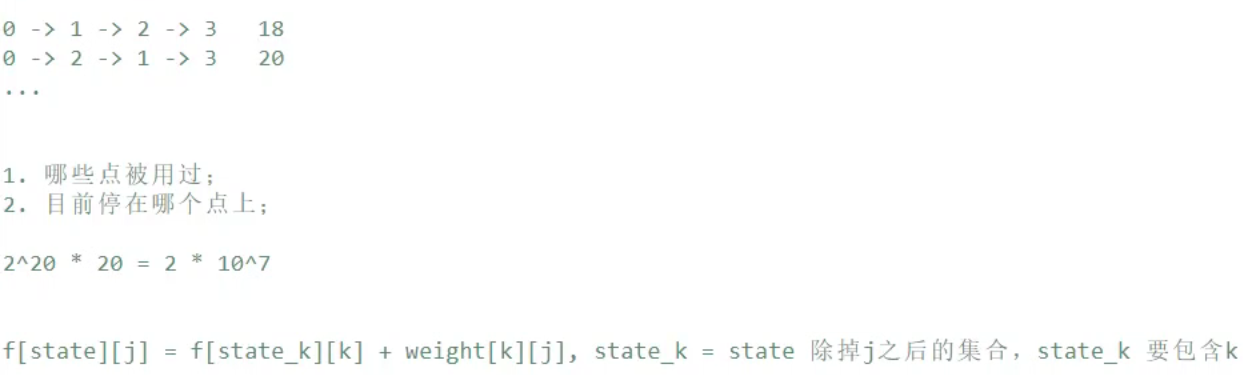 0 -> 1 -> 2 -> 3   18
0 -> 2 -> 1 -> 3   20
...
1. 哪些点被用过；
2. 目前停在哪个点上；
2^20 * 20 = 2 * 10^7
f[state][j] = f[state_k][k] + weight[k][j], state_k = state 除掉j之后的集合，state_k 要包含k